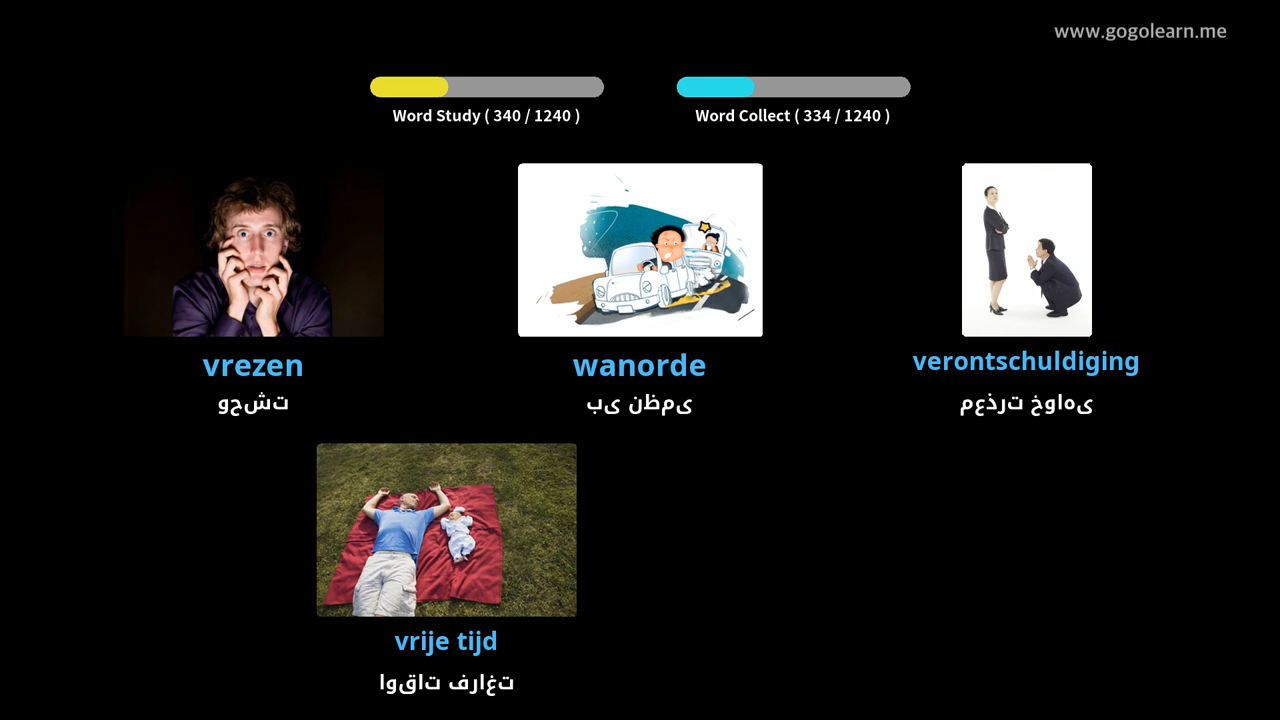 www.gogolearn.me
Word Study ( 340 / 1240 )
Word Collect ( 334 / 1240 )
vrezen
تشحو
wanorde
یمظن یب
verontschuldiging
یهاوخ ترذعم
vrije tijd
تغارف تاقوا